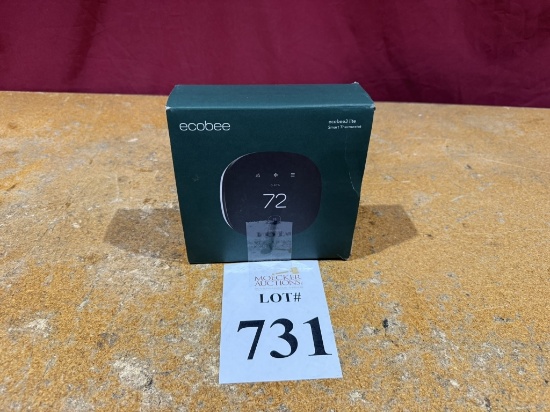 ecobee
ecobee3 lite
Smart Thermostat
72
MOECKER
AUCTIONS
LOT#
731